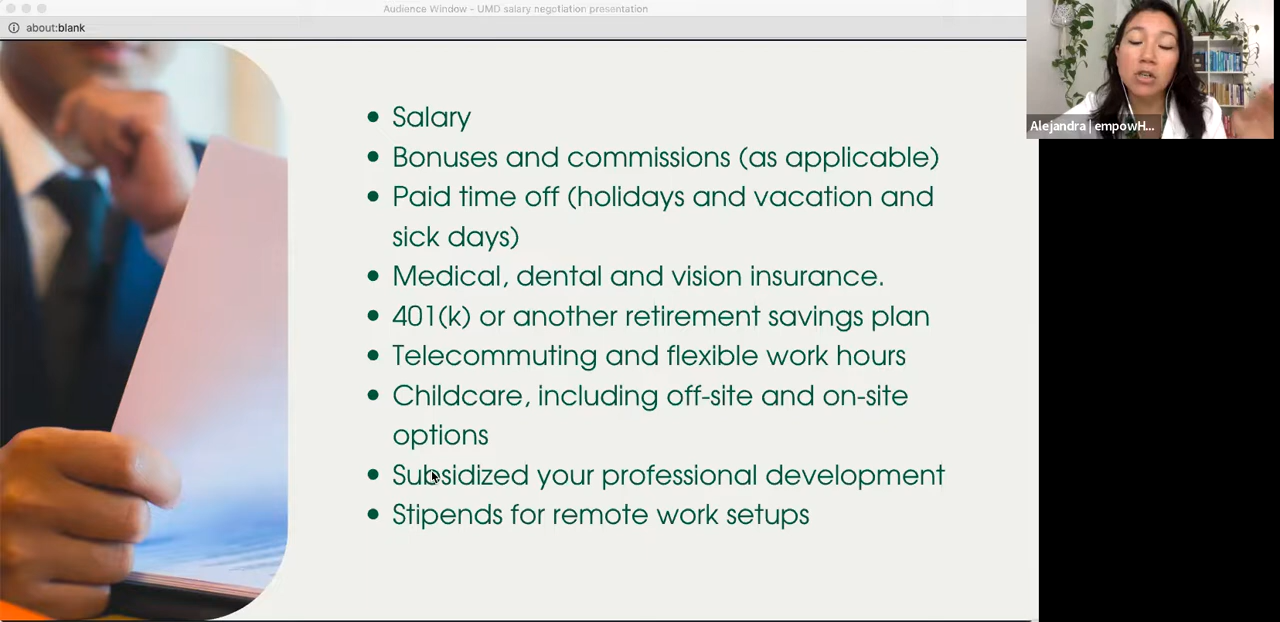 Audience Window - UMD salary negotiation presentation
about:blank
Alejandra | empowH...
• Salary
• Bonuses and commissions (as applicable)
• Paid time off (holidays and vacation and
sick days)
• Medical, dental and vision insurance.
• 401(k) or another retirement savings plan
• Telecommuting and flexible work hours
• Childcare, including off-site and on-site
options
• Subsidized your professional development
• Stipends for remote work setups